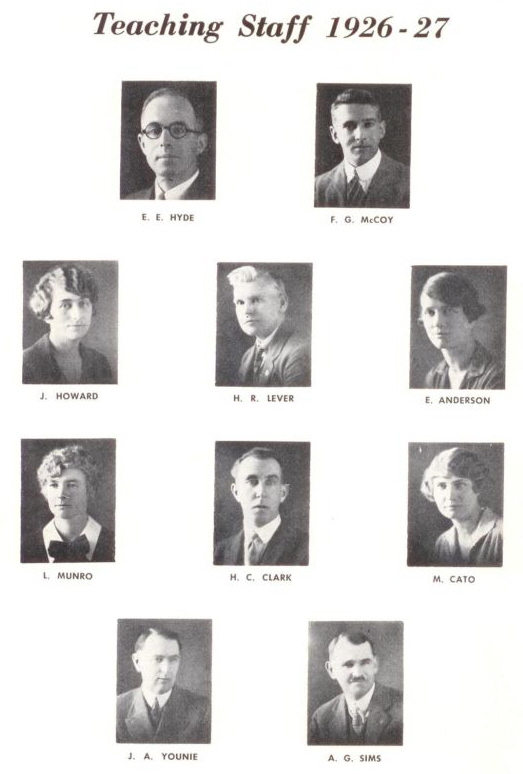 Teaching Staff 1926-27
E. E. HYDE
F. G. McCOY
J. HOWARD
H. R. LEVER
E. ANDERSON
L. MUNRO
H. C. CLARK
M. CATO
J. A. YOUNIE
A. G. SIMS